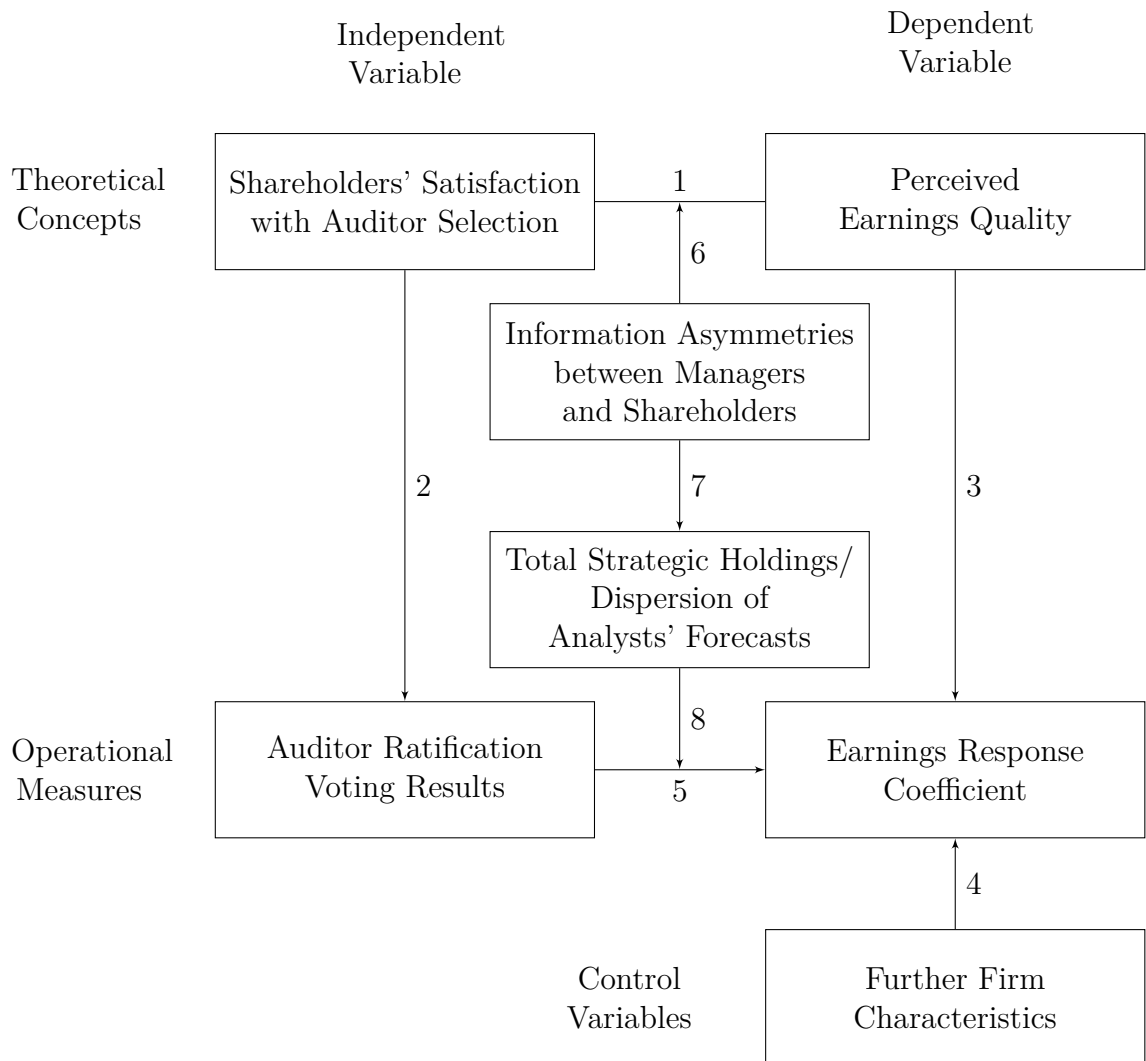 Independent
Variable
Dependent
Variable
Theoretical
Concepts
Shareholders' Satisfaction
with Auditor Selection
1
Perceived
Earnings Quality
6
Information Asymmetries
between Managers
and Shareholders
2
7
3
Total Strategic Holdings/
Dispersion of
Analysts' Forecasts
8
Operational
Measures
Auditor Ratification
Voting Results
5
Earnings Response
Coefficient
4
Control
Variables
Further Firm
Characteristics